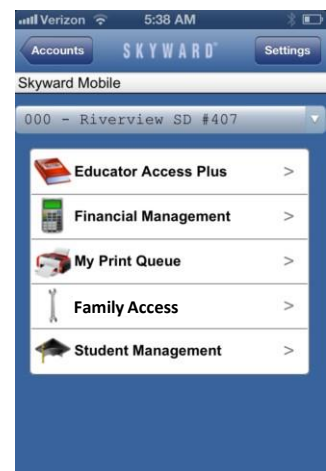 Verizon 5:38 AM
Accounts SKYWARD Settings
Skyward Mobile
000 - Riverview SD #407
Educator Access Plus >
Financial Management >
My Print Queue >
Family Access >
Student Management >